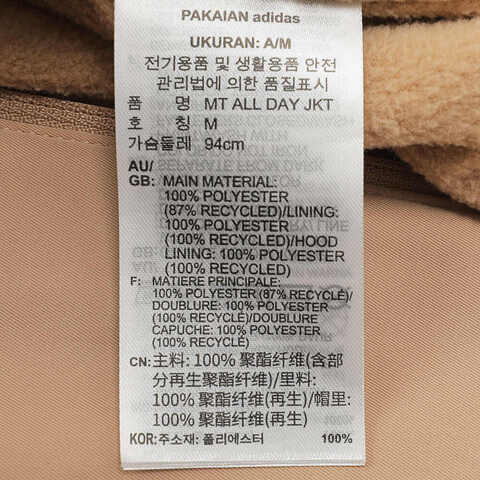 PAKAIAN adidas
UKURAN: A/M
전기용품 및 생활용품 안전
관리법에 의한 품질표시
품 명 MT ALL DAY JKT
호 칭 M
가슴둘레 94cm
AU/
GB: MAIN MATERIAL:
100% POLYESTER
(87% RECYCLED)/LINING:
100% POLYESTER
(100% RECYCLED)/HOOD
LINING: 100% POLYESTER
(100% RECYCLED)
F: MATIERE PRINCIPALE:
100% POLYESTER (87% RECYCLÉ)/
DOUBLURE: 100% POLYESTER
(100% RECYCLÉ)/DOUBLURE
CAPUCHE: 100% POLYESTER
(100% RECYCLÉ)
CN: 主料: 100% 聚酯纤维(含部
分再生聚酯纤维)/里料:
100% 聚酯纤维(再生)/帽里:
100% 聚酯纤维(再生)
KOR: 주소재: 폴리에스터 100%